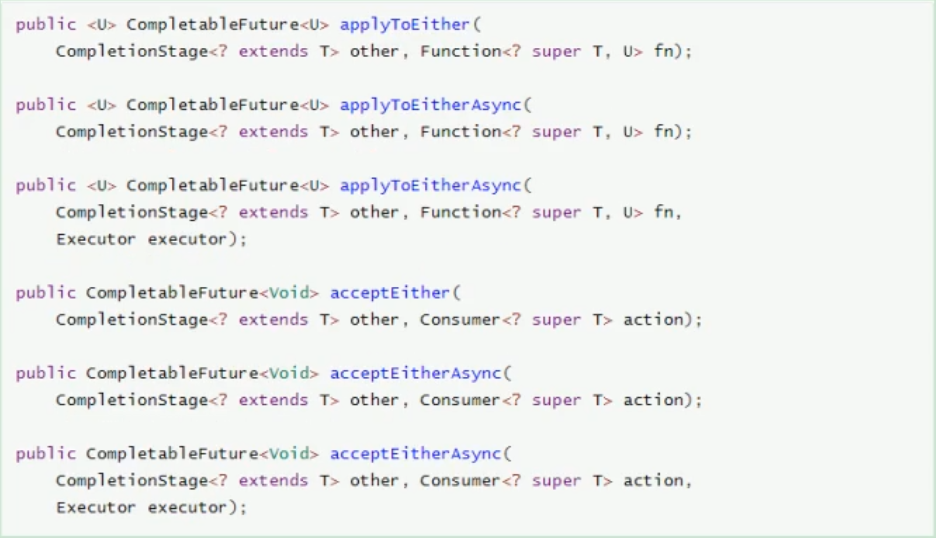 public <U> CompletableFuture<U> applyToEither(
CompletionStage<? extends T> other, Function<? super T, U> fn);
public <U> CompletableFuture<U> applyToEitherAsync(
CompletionStage<? extends T> other, Function<? super T, U> fn);
public <U> CompletableFuture<U> applyToEitherAsync(
CompletionStage<? extends T> other, Function<? super T, U> fn,
Executor executor);
public CompletableFuture<Void> acceptEither(
CompletionStage<? extends T> other, Consumer<? super T> action);
public CompletableFuture<Void> acceptEitherAsync(
CompletionStage<? extends T> other, Consumer<? super T> action);
public CompletableFuture<Void> acceptEitherAsync(
CompletionStage<? extends T> other, Consumer<? super T> action,
Executor executor);